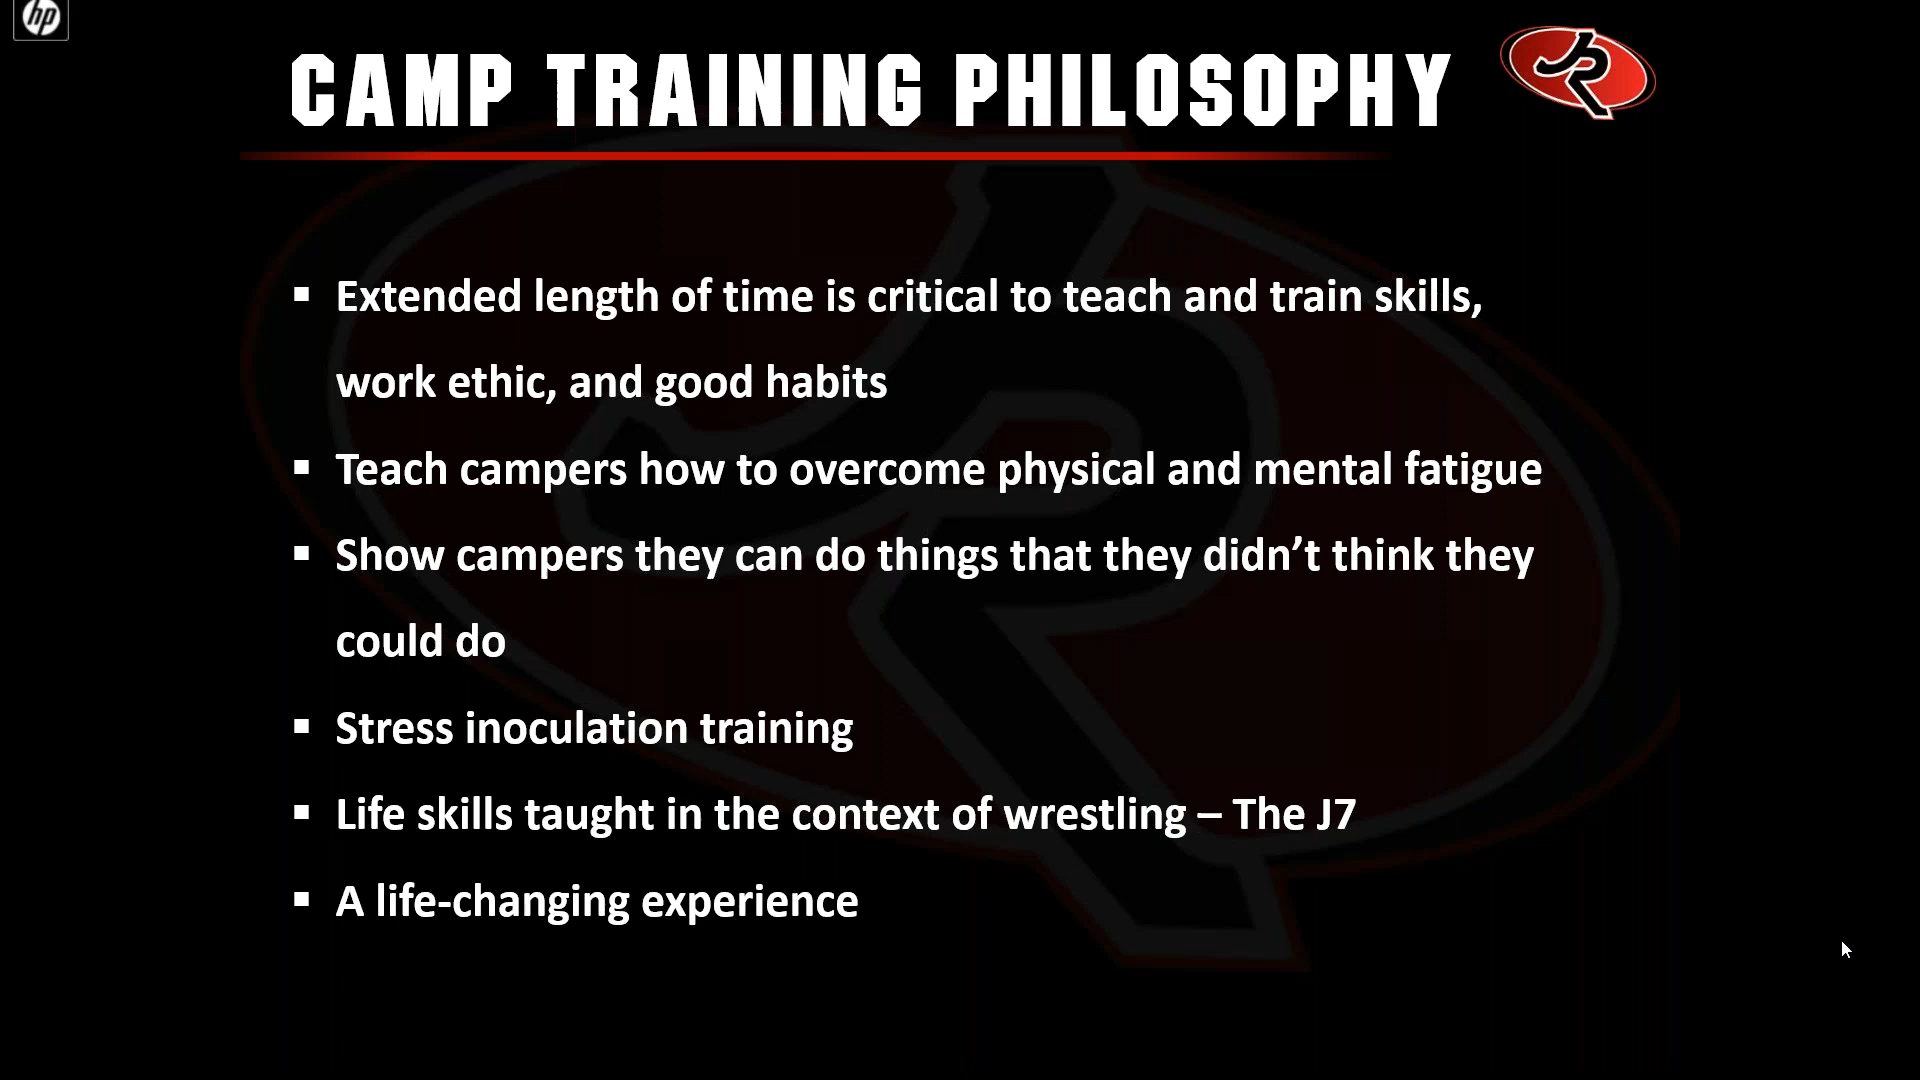 hp
CAMP TRAINING PHILOSOPHY
JR
▪ Extended length of time is critical to teach and train skills,
work ethic, and good habits
▪ Teach campers how to overcome physical and mental fatigue
▪ Show campers they can do things that they didn’t think they
could do
▪ Stress inoculation training
▪ Life skills taught in the context of wrestling – The J7
▪ A life-changing experience